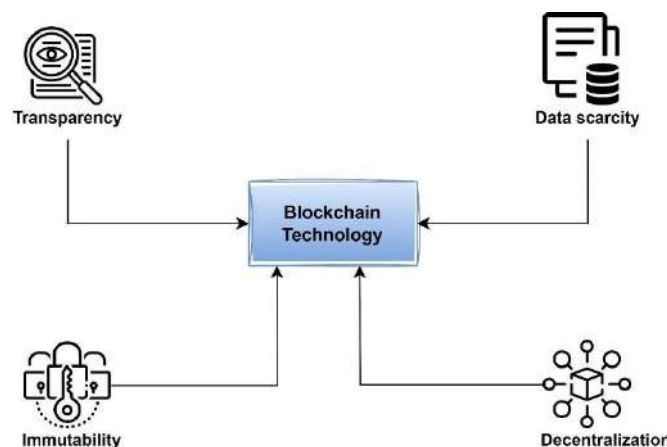 Transparency
Data scarcity
Blockchain
Technology
Immutability
Decentralization